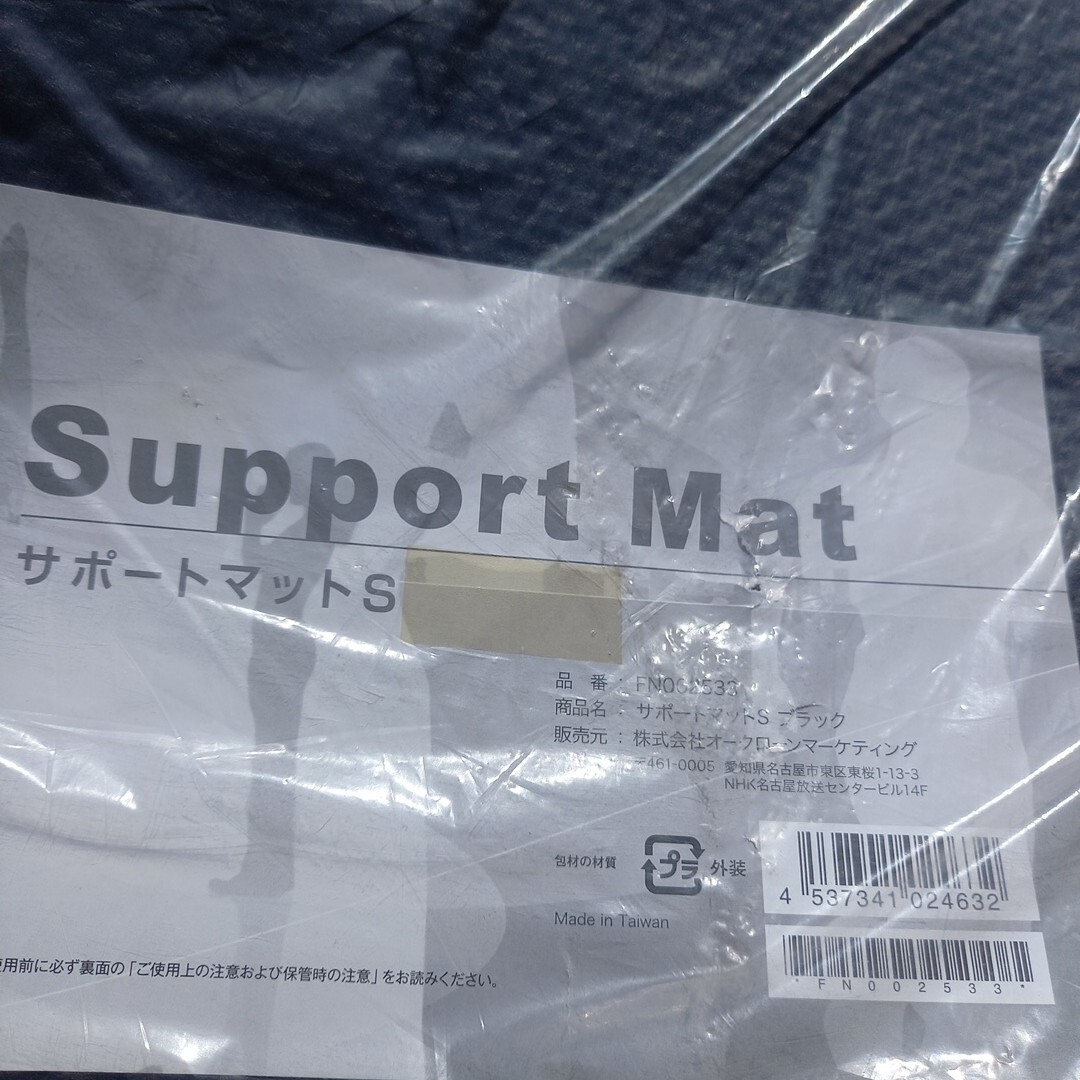 Support Mat
サポートマットS
品 番 : FN002533
商品名 : サポートマットS ブラック
販売元 : 株式会社オークローンマーケティング
〒461-0005 愛知県名古屋市東区東桜1-13-3
NHK名古屋放送センタービル14F
包材の材質 プラ 外装
4 537341 024632
Made in Taiwan
*FN002533*
使用前に必ず裏面の「ご使用上の注意および保管時の注意」をお読みください。